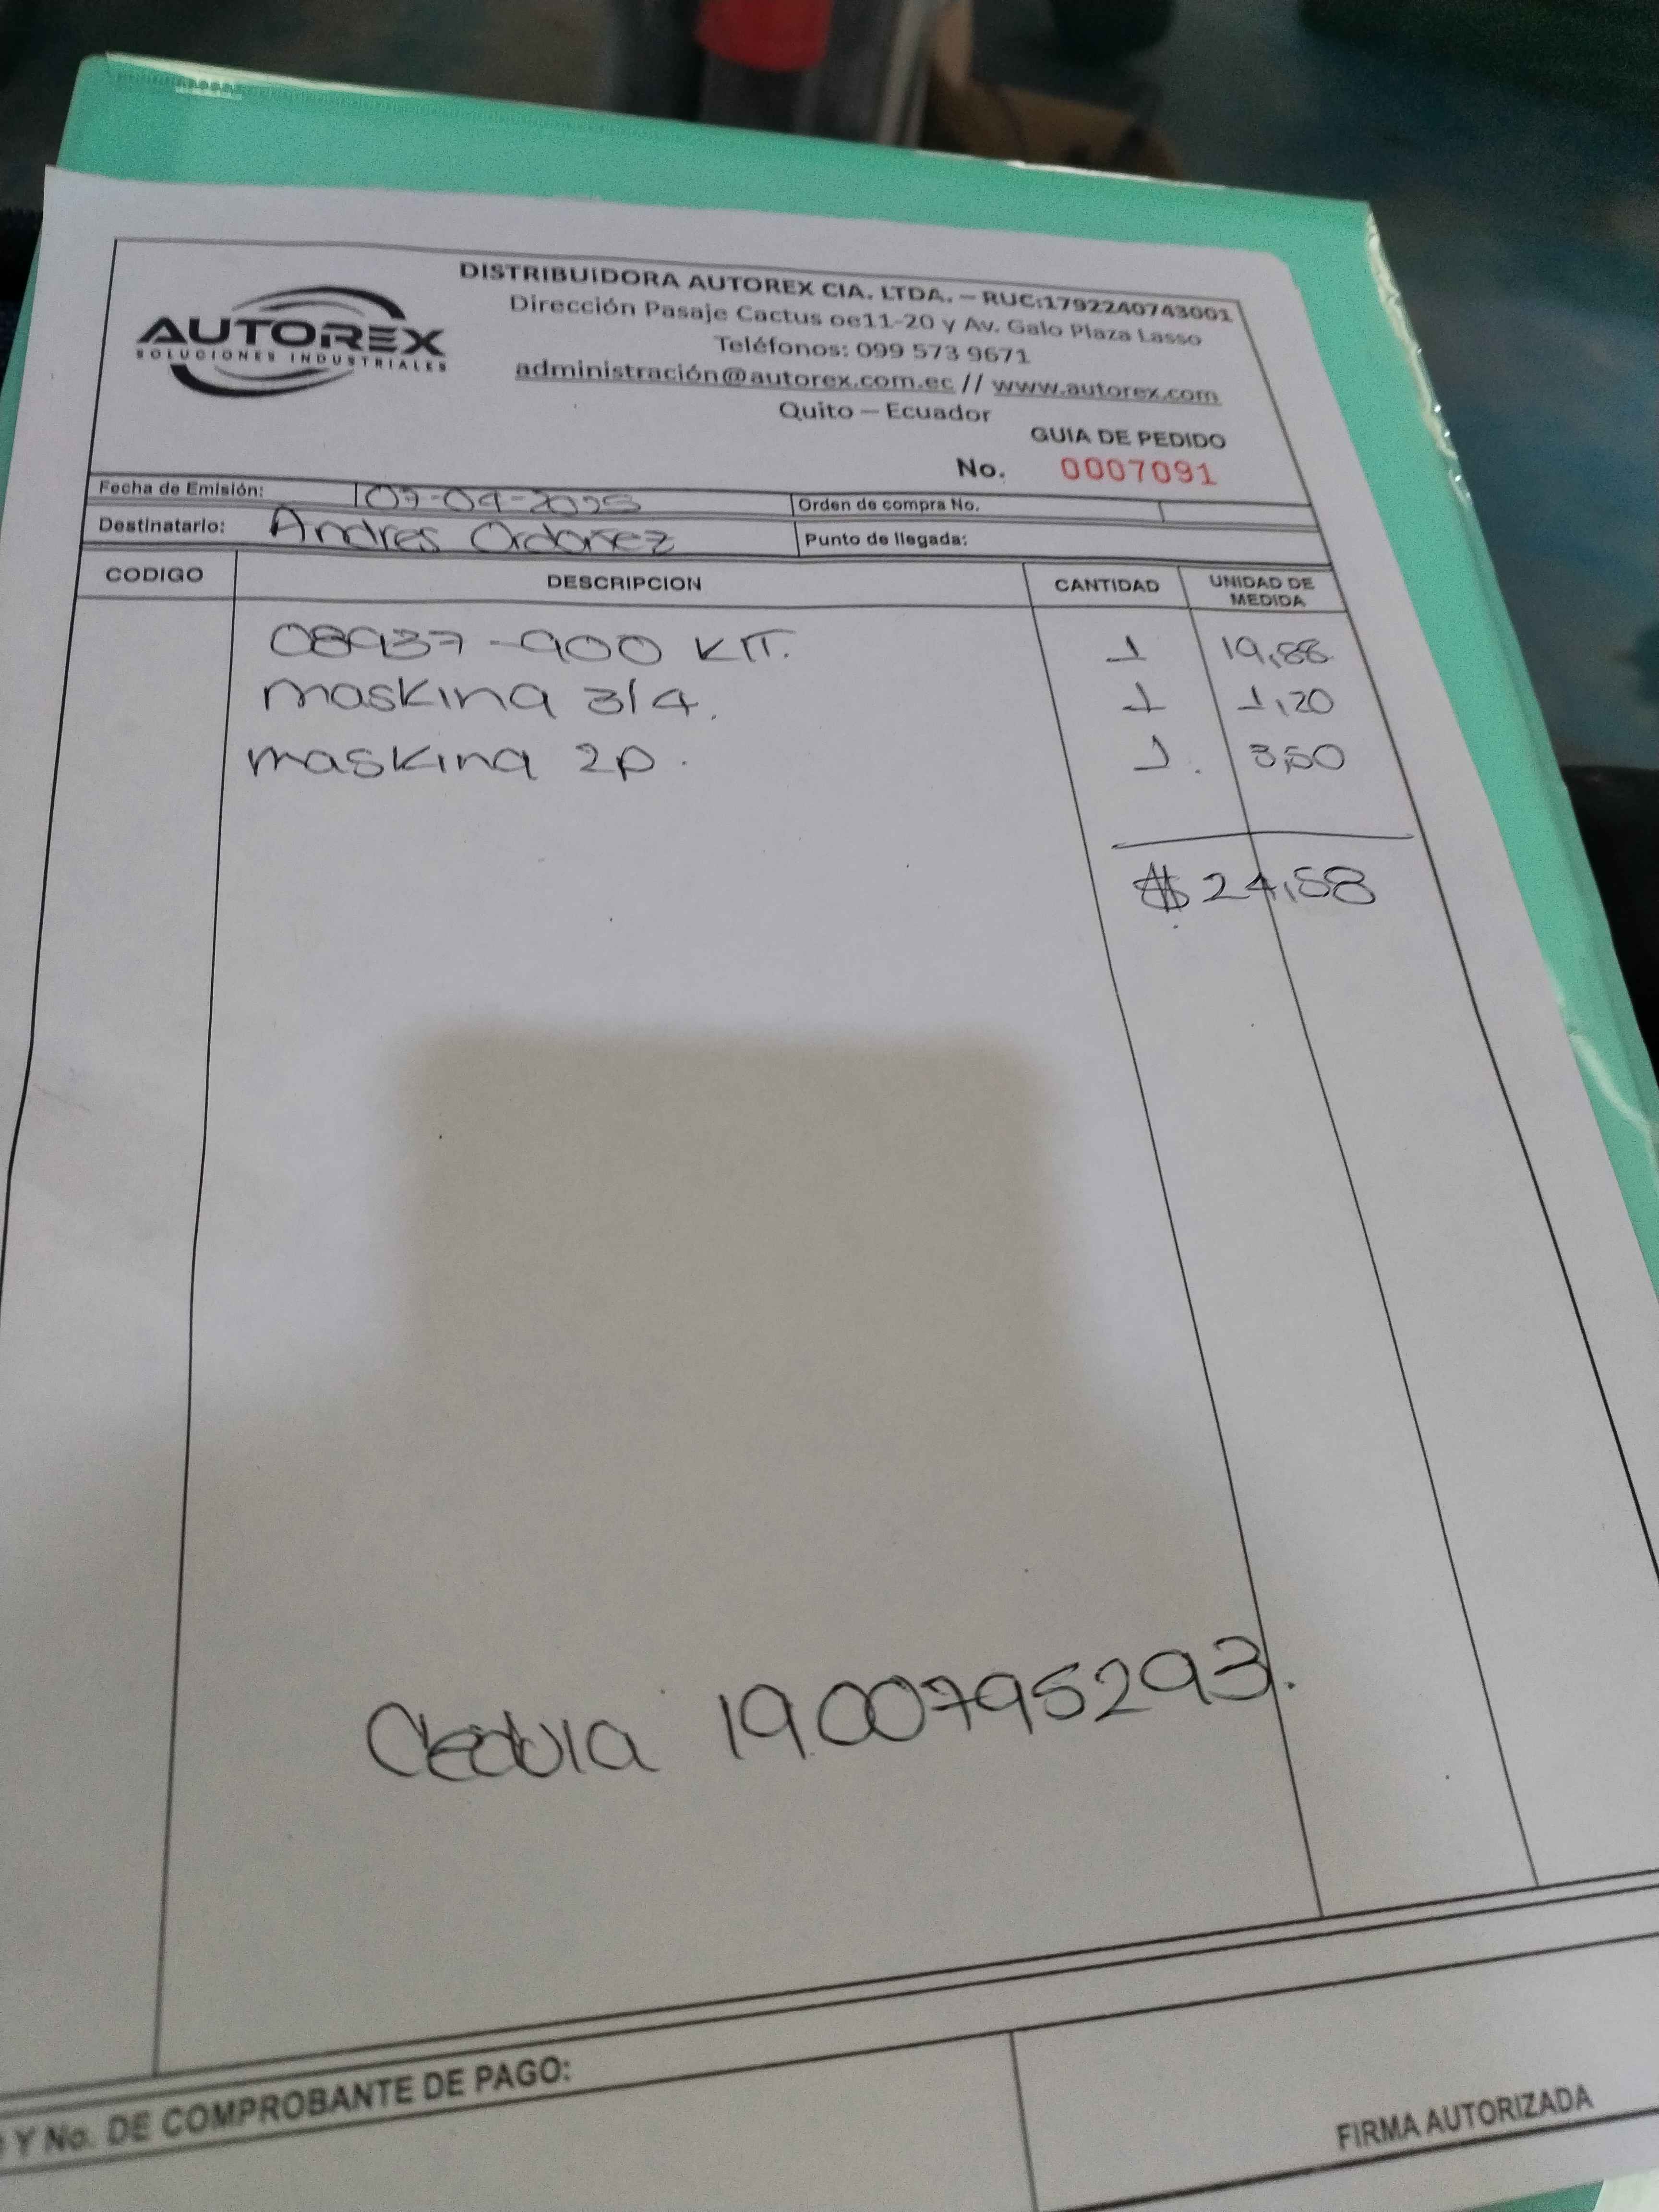 AUTOREX
SOLUCIONES INDUSTRIALES
DISTRIBUIDORA AUTOREX CIA. LTDA. – RUC:1792240743001
Dirección Pasaje Cactus oe11-20 y Av. Galo Plaza Lasso
Teléfonos: 099 573 9671
administración@autorex.com.ec // www.autorex.com
Quito – Ecuador
GUIA DE PEDIDO
No. 0007091
Fecha de Emisión: 07-04-2025 Orden de compra No.
Destinatario: Andres Ordoñez Punto de llegada:
CODIGO DESCRIPCION CANTIDAD UNIDAD DE MEDIDA
08937-900 KIT. 1 19,88
masking 3/4. 1 1,20
masking 2p. 1. 3,50
$ 24,58
Cedula 1900795293.
Y No. DE COMPROBANTE DE PAGO:
FIRMA AUTORIZADA